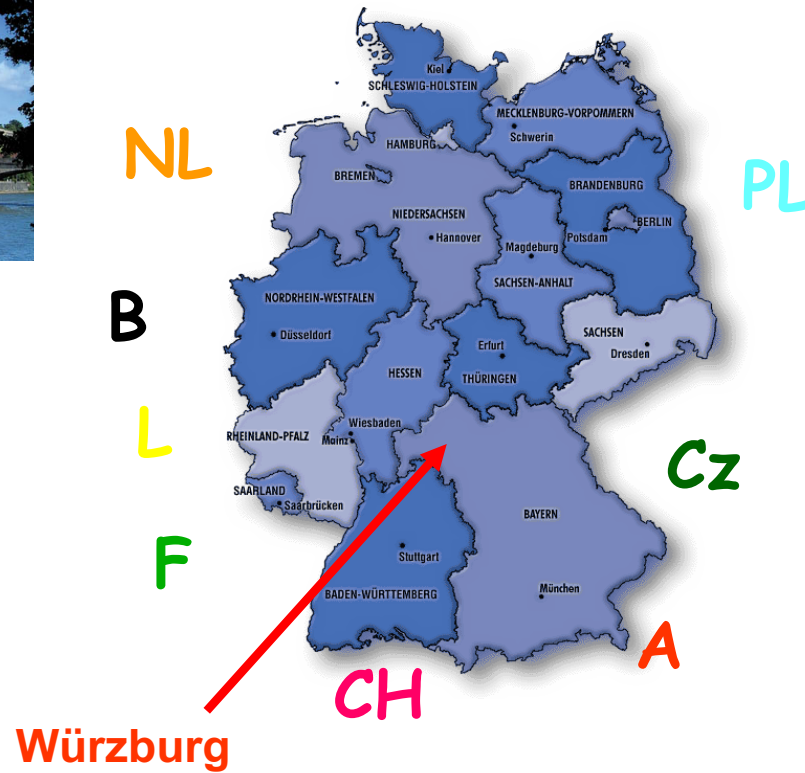 Kiel
SCHLESWIG-HOLSTEIN
MECKLENBURG-VORPOMMERN
Schwerin
HAMBURG
NL
BREMEN
BRANDENBURG
PL
NIEDERSACHSEN
BERLIN
Hannover
Potsdam
Magdeburg
SACHSEN-ANHALT
NORDRHEIN-WESTFALEN
B
Düsseldorf
SACHSEN
Erfurt
Dresden
HESSEN
THÜRINGEN
L
Wiesbaden
RHEINLAND-PFALZ
Mainz
Cz
SAARLAND
Saarbrücken
BAYERN
F
Stuttgart
München
BADEN-WÜRTTEMBERG
A
CH
Würzburg